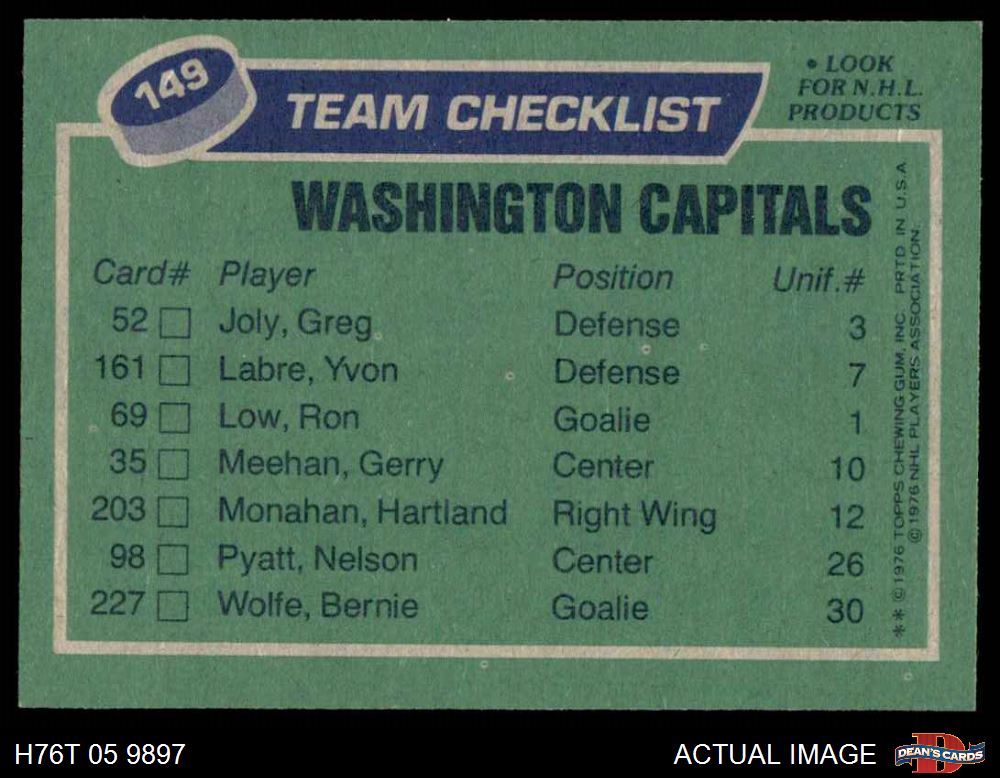 149
TEAM CHECKLIST
• LOOK
FOR N.H.L.
PRODUCTS
WASHINGTON CAPITALS
Card# Player Position Unif.#
52 Joly, Greg Defense 3
161 Labre, Yvon Defense 7
69 Low, Ron Goalie 1
35 Meehan, Gerry Center 10
203 Monahan, Hartland Right Wing 12
98 Pyatt, Nelson Center 26
227 Wolfe, Bernie Goalie 30
** © 1976 TOPPS CHEWING GUM, INC. PRTD. IN U.S.A
© 1976 NHL PLAYERS ASSOCIATION.
H76T 05 9897
ACTUAL IMAGE
DEAN'S CARDS